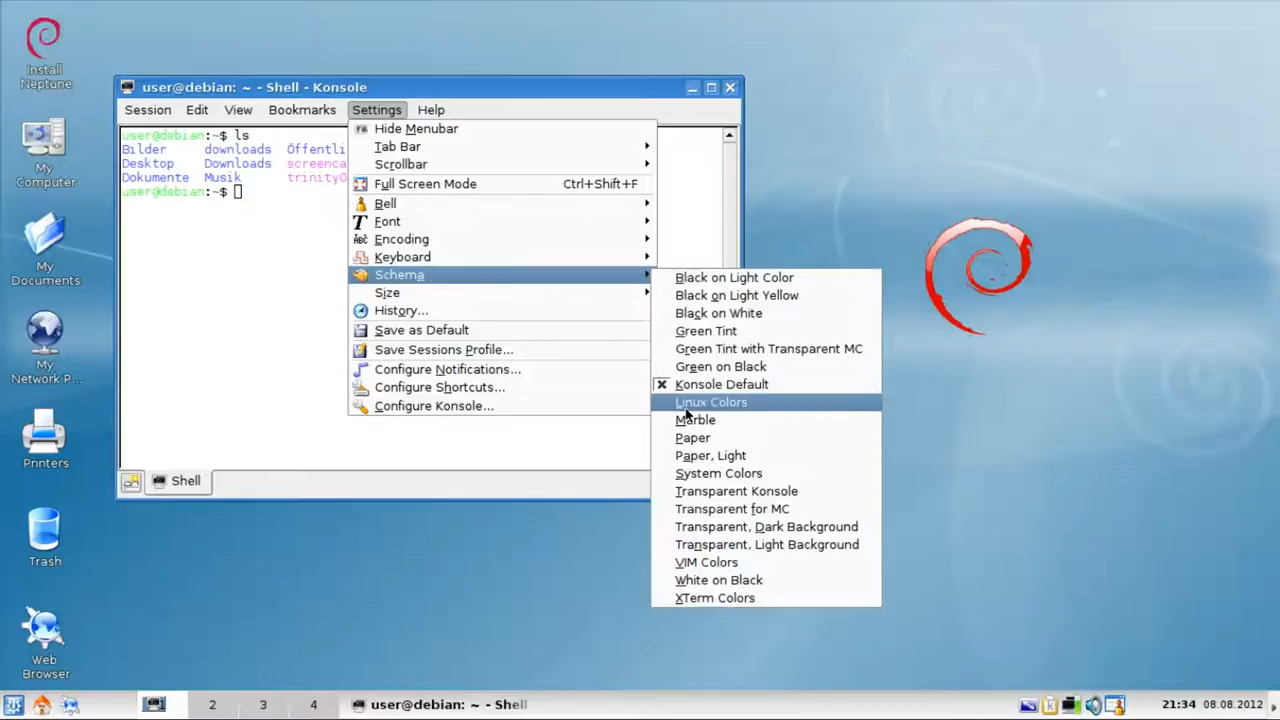 Install
Neptune
My
Computer
My
Documents
My
Network P...
Printers
Trash
Web
Browser
user@debian: ~ - Shell - Konsole
Session Edit View Bookmarks Settings Help
user@debian:~$ ls
Bilder downloads Öffentli
Desktop Downloads screenca
Dokumente Musik trinityO
user@debian:~$
Shell
Hide Menubar
Tab Bar
Scrollbar
Full Screen Mode Ctrl+Shift+F
Bell
Font
Encoding
Keyboard
Schema
Size
History...
Save as Default
Save Sessions Profile...
Configure Notifications...
Configure Shortcuts...
Configure Konsole...
Black on Light Color
Black on Light Yellow
Black on White
Green Tint
Green Tint with Transparent MC
Green on Black
Konsole Default
Linux Colors
Marble
Paper
Paper, Light
System Colors
Transparent Konsole
Transparent for MC
Transparent, Dark Background
Transparent, Light Background
VIM Colors
White on Black
XTerm Colors
2 3 4 user@debian: ~ - Shell 21:34 08.08.2012